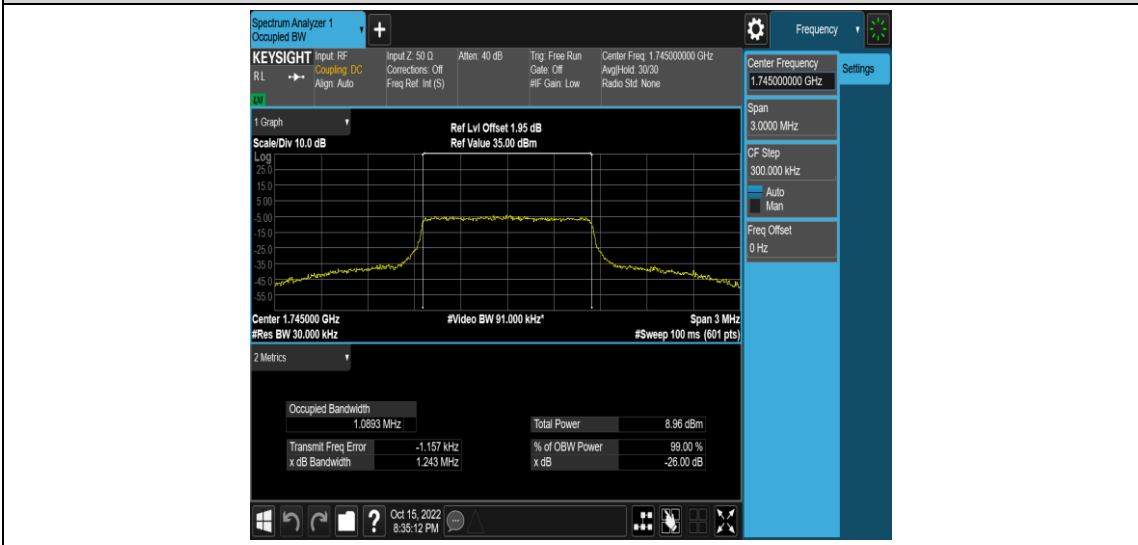 Spectrum Analyzer 1
Occupied BW
Frequency
KEYSIGHT Input: RF Input Z: 50 Ω Atten: 40 dB Trig: Free Run Center Freq: 1.745000000 GHz
Coupling: DC Corrections: Off Gate: Off Avg|Hold: 30/30
RL Align: Auto Freq Ref: Int (S) #IF Gain: Low Radio Std: None
LXI
Center Frequency
1.745000000 GHz
Settings
Span
3.0000 MHz
CF Step
300.000 kHz
Auto
Man
Freq Offset
0 Hz
1 Graph
Ref Lvl Offset 1.95 dB
Scale/Div 10.0 dB Ref Value 35.00 dBm
Log
25.0
15.0
5.00
-5.00
-15.0
-25.0
-35.0
-45.0
-55.0
Center 1.745000 GHz #Video BW 91.000 kHz* Span 3 MHz
#Res BW 30.000 kHz #Sweep 100 ms (601 pts)
2 Metrics
Occupied Bandwidth
1.0893 MHz Total Power 8.96 dBm
Transmit Freq Error -1.157 kHz % of OBW Power 99.00 %
x dB Bandwidth 1.243 MHz x dB -26.00 dB
Oct 15, 2022
8:35:12 PM